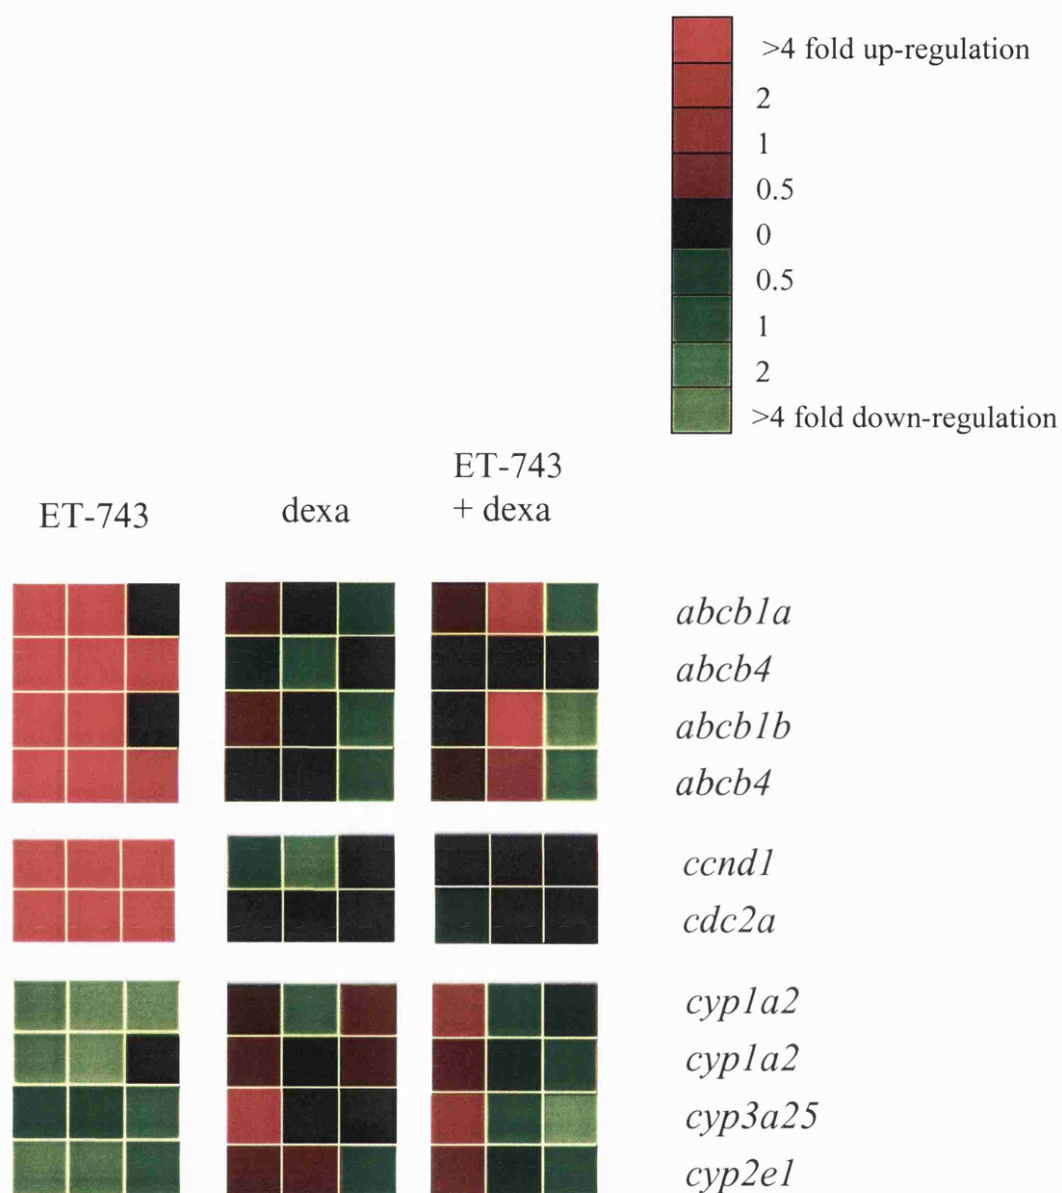 >4 fold up-regulation
2
1
0.5
0
0.5
1
2
>4 fold down-regulation
ET-743
dexa
ET-743
+ dexa
abcb1a
abcb4
abcb1b
abcb4
ccnd1
cdc2a
cyp1a2
cyp1a2
cyp3a25
cyp2e1